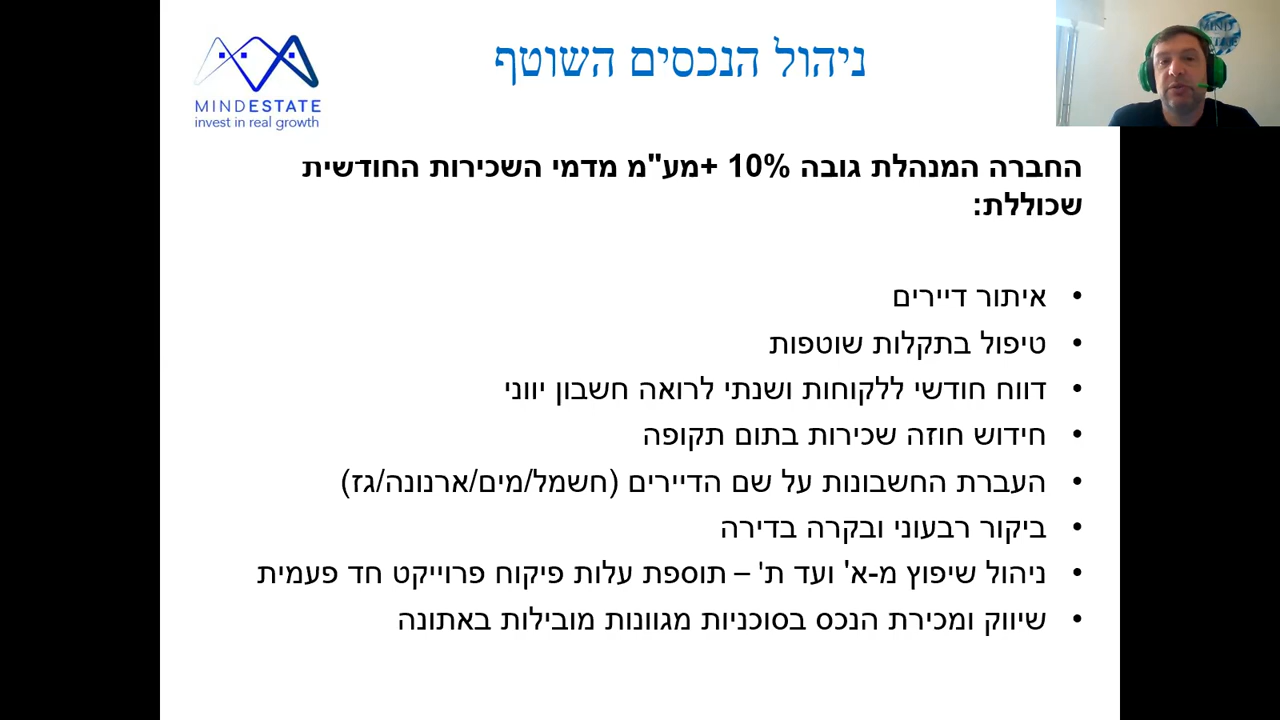 ניהול הנכסים השוטף
MINDESTATE
invest in real growth
החברה המנהלת גובה 10% +מע"מ מדמי השכירות החודשית
שכוללת:
• איתור דיירים
• טיפול בתקלות שוטפות
• דווח חודשי ללקוחות ושנתי לרואה חשבון יווני
• חידוש חוזה שכירות בתום תקופה
• העברת החשבונות על שם הדיירים (חשמל/מים/ארנונה/גז)
• ביקור רבעוני ובקרה בדירה
• ניהול שיפוץ מ-א' ועד ת' – תוספת עלות פיקוח פרוייקט חד פעמית
• שיווק ומכירת הנכס בסוכניות מגוונות מובילות באתונה